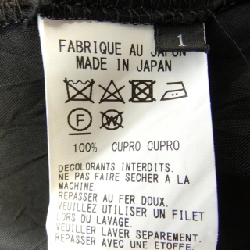 FABRIQUE AU JAPON
MADE IN JAPAN
1
F
100% CUPRO CUPRO
DECOLORANTS INTERDITS.
NE PAS FAIRE SECHER A LA
MACHINE
REPASSER AU FER DOUX.
VEUILLEZ UTILISER UN FILET
LORS DU LAVAGE.
VEUILLER LAVER SEPAREMENT.
REPASSER AVEC UNE ETOFFE.